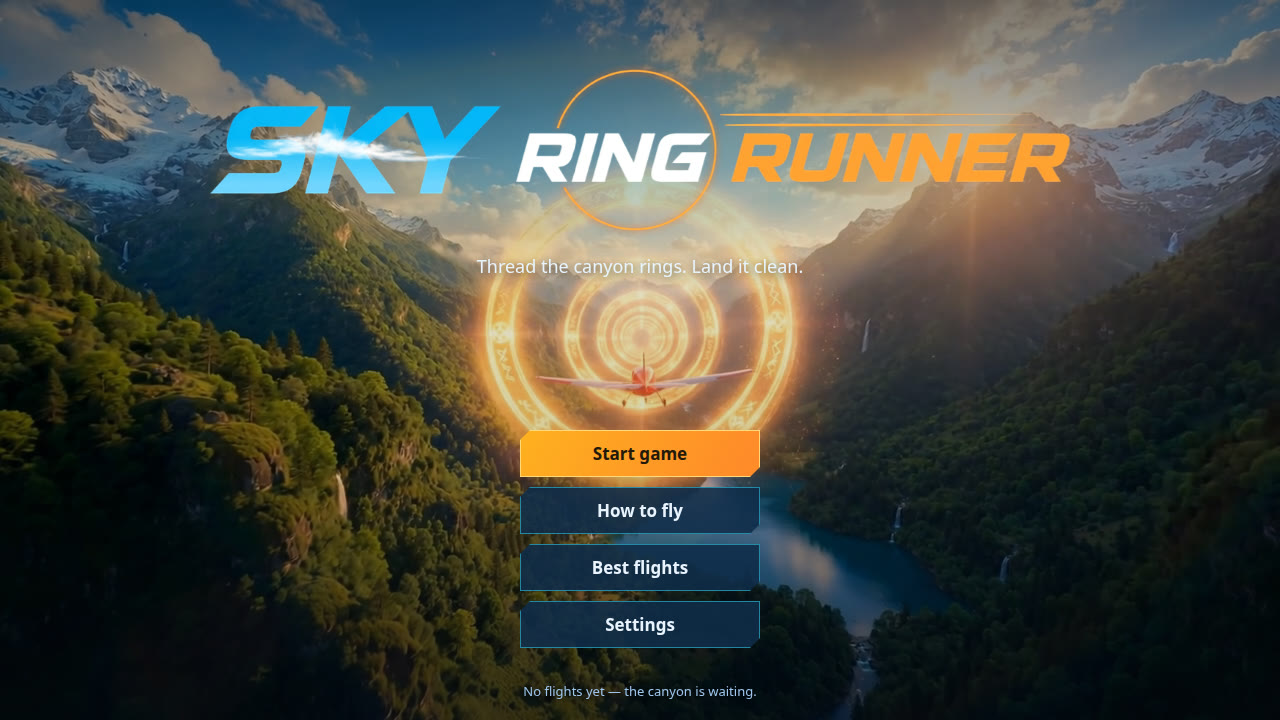 SKY RING RUNNER
Thread the canyon rings. Land it clean.
Start game
How to fly
Best flights
Settings
No flights yet — the canyon is waiting.